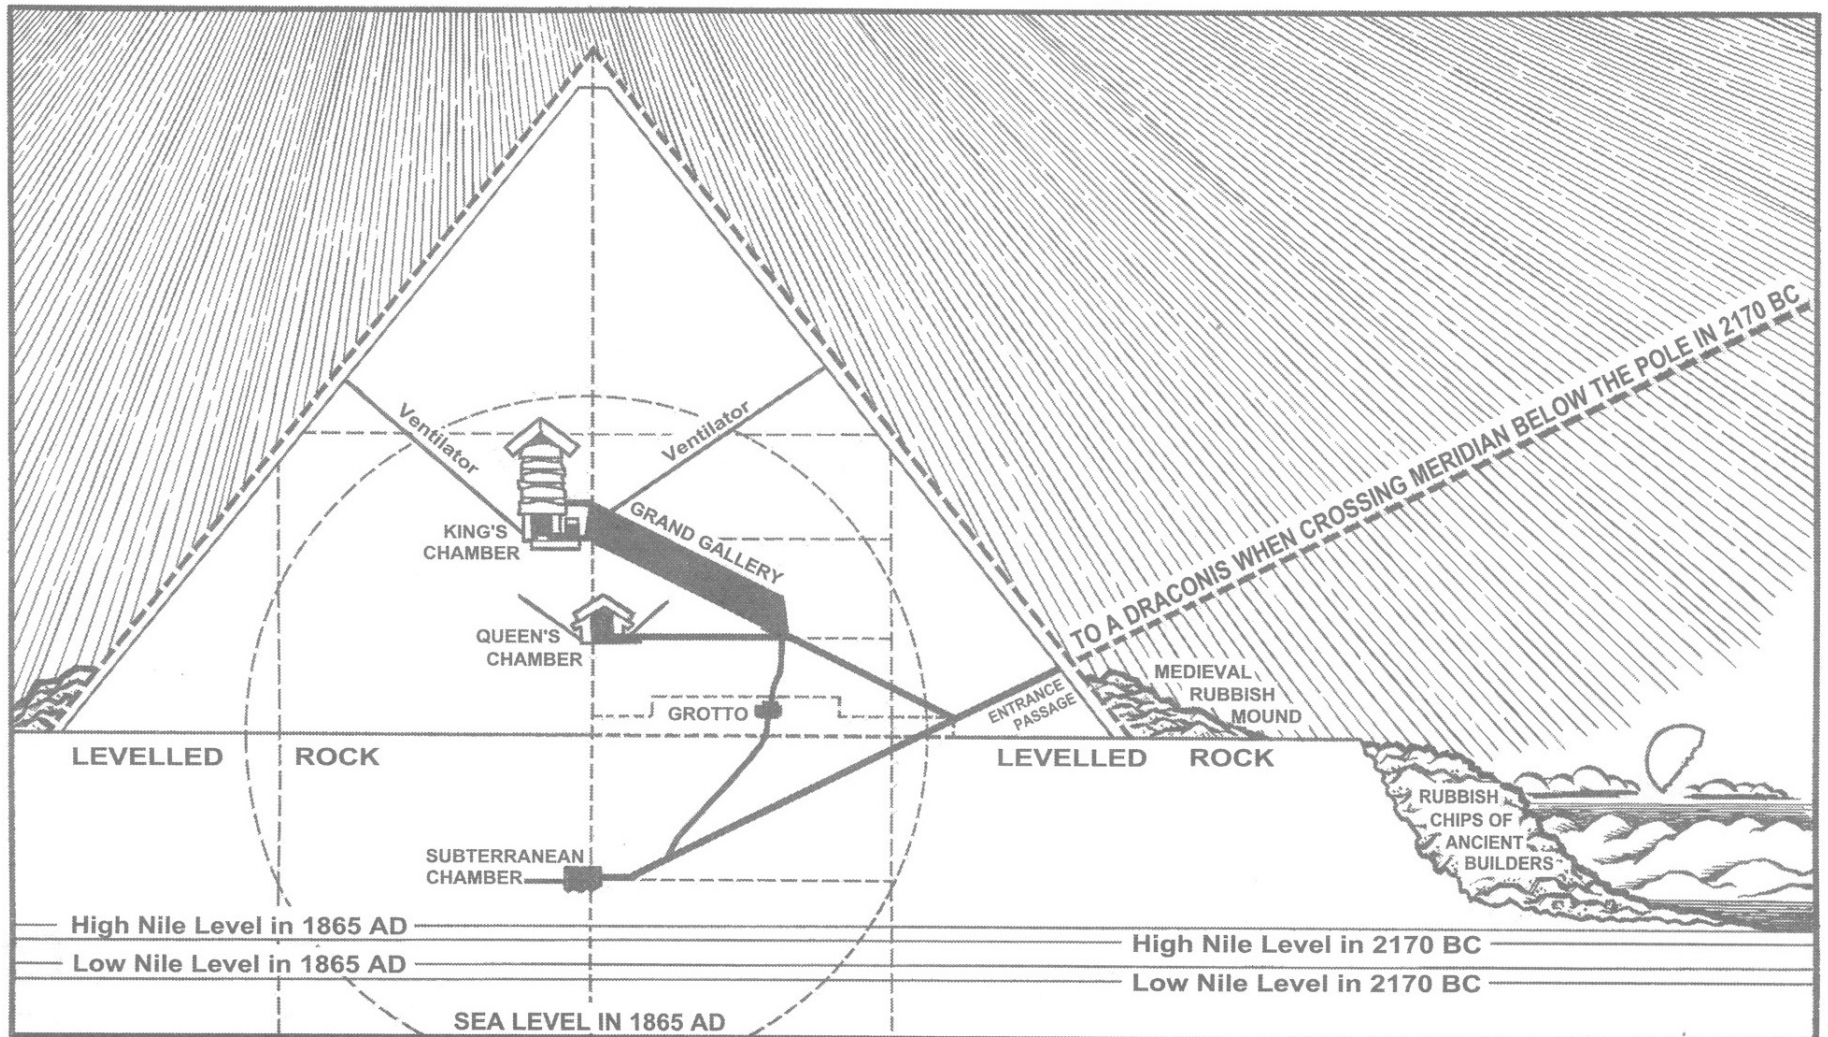 TO A DRACONIS WHEN CROSSING MERIDIAN BELOW THE POLE IN 2170 BC
Ventilator
Ventilator
KING'S
CHAMBER
GRAND GALLERY
QUEEN'S
CHAMBER
GROTTO
ENTRANCE
PASSAGE
MEDIEVAL
RUBBISH
MOUND
LEVELLED ROCK
LEVELLED ROCK
RUBBISH
CHIPS OF
ANCIENT
BUILDERS
SUBTERRANEAN
CHAMBER
High Nile Level in 1865 AD
High Nile Level in 2170 BC
Low Nile Level in 1865 AD
Low Nile Level in 2170 BC
SEA LEVEL IN 1865 AD